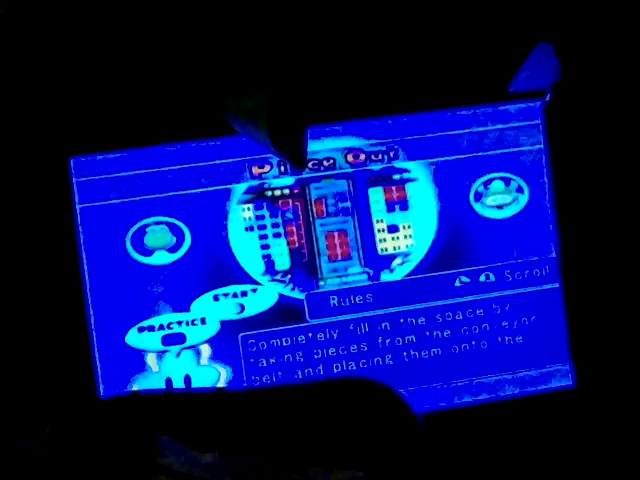 Piece Out
START
PRACTICE
Scroll
Rules
Completely fill in the space by
taking pieces from the conveyor
belt and placing them onto the